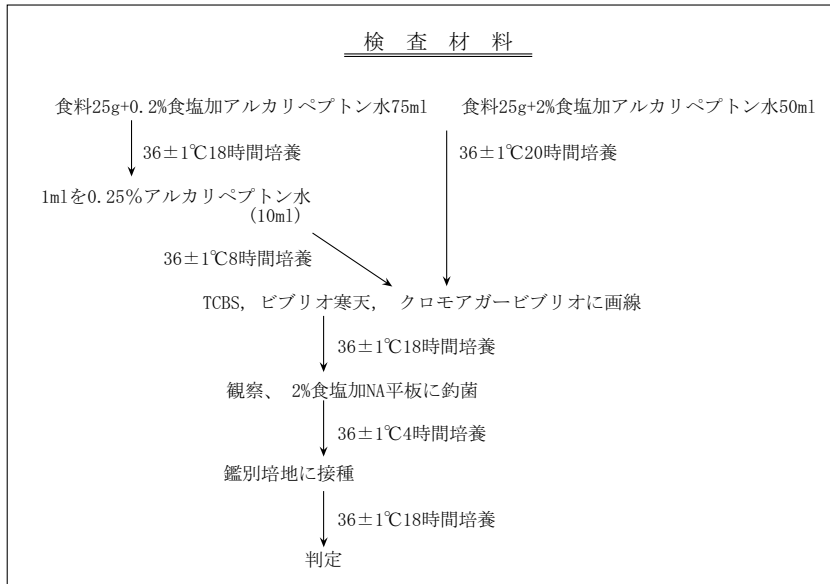 検 査 材 料
食料25g+0.2%食塩加アルカリペプトン水75ml
食料25g+2%食塩加アルカリペプトン水50ml
36±1℃18時間培養
36±1℃20時間培養
1mlを0.25%アルカリペプトン水
(10ml)
36±1℃8時間培養
TCBS, ビブリオ寒天, クロモアガービブリオに画線
36±1℃18時間培養
観察、 2%食塩加NA平板に釣菌
36±1℃4時間培養
鑑別培地に接種
36±1℃18時間培養
判定